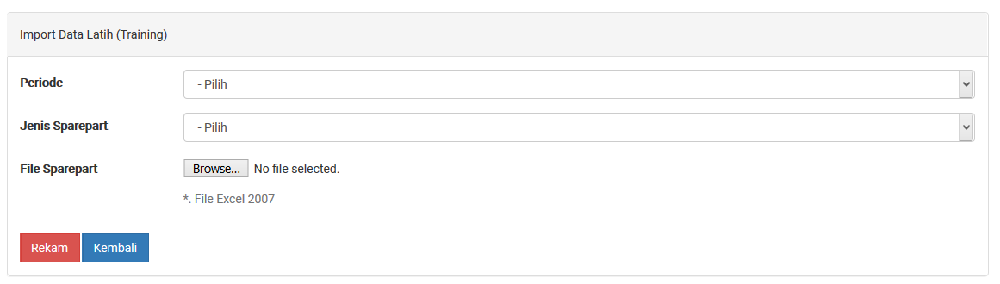 Import Data Latih (Training)
Periode
- Pilih
Jenis Sparepart
- Pilih
File Sparepart
Browse... No file selected.
*. File Excel 2007
Rekam Kembali